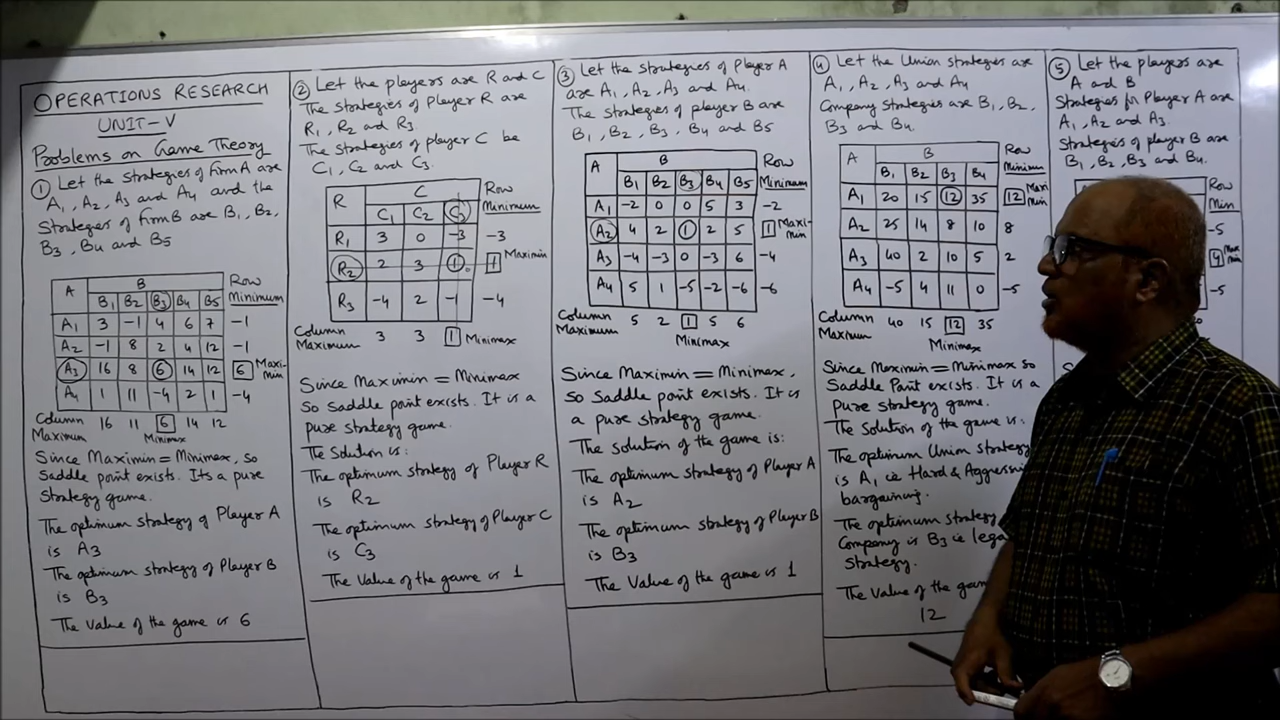 OPERATIONS RESEARCH
UNIT-V
Problems on Game Theory
① Let the strategies of firm A are
A1, A2, A3 and A4 and the
strategies of firm B are B1, B2,
B3, B4 and B5
A B Row Minimum
B1 B2 B3 B4 B5
A1 3 -1 4 6 7 -1
A2 -1 8 2 4 12 -1
A3 16 8 6 14 12 6 Maximin
A4 1 11 -4 2 1 -4
Column Maximum 16 11 6 14 12
Minimax
Since Maximin = Minimax, so
Saddle point exists. Its a pure
strategy game.
The optimum strategy of Player A
is A3
The optimum strategy of Player B
is B3
The value of the game is 6
② Let the players are R and C
The strategies of Player R are
R1, R2 and R3.
The strategies of player C be
C1, C2 and C3.
R C Row Minimum
C1 C2 C3
R1 3 0 -3 -3
R2 2 3 1 1 Maximin
R3 -4 2 -1 -4
Column Maximum 3 3 1 Minimax
Since Maximin = Minimax
so saddle point exists. It is a
pure strategy game.
The Solution is:
The optimum strategy of Player R
is R2
The optimum strategy of Player C
is C3
The Value of the game is 1
③ Let the strategies of Player A
are A1, A2, A3 and A4.
The strategies of player B are
B1, B2, B3, B4 and B5
A B Row Minimum
B1 B2 B3 B4 B5
A1 -2 0 0 5 3 -2
A2 4 2 1 2 5 1 Maximin
A3 -4 -3 0 -3 6 -4
A4 5 1 -5 -2 -6 -6
Column Maximum 5 2 1 5 6
Minimax
Since Maximin = Minimax,
so saddle point exists. It is
a pure strategy game.
The solution of the game is:
The optimum strategy of Player A
is A2
The optimum strategy of Player B
is B3
The Value of the game is 1
④ Let the Union strategies are
A1, A2, A3 and A4
Company strategies are B1, B2,
B3 and B4.
A B Row Minimum
B1 B2 B3 B4
A1 20 15 12 35 12 Maximin
A2 25 14 8 10 8
A3 40 2 10 5 2
A4 -5 4 11 0 -5
Column Maximum 40 15 12 35
Minimax
Since Maximin = Minimax so
Saddle Point exists. It is a
pure strategy game.
The Solution of the game is:
The optimum Union strategy
is A1 i.e Hard & Aggressi
bargaining.
The optimum strategy
Company is B3 i.e lega
strategy.
The Value of the gam
12
⑤ Let the players are
A and B
Strategies for Player A are
A1, A2 and A3.
Strategies of player B are
B1, B2, B3 and B4.
Row Min
-5
4 Maximin
-5